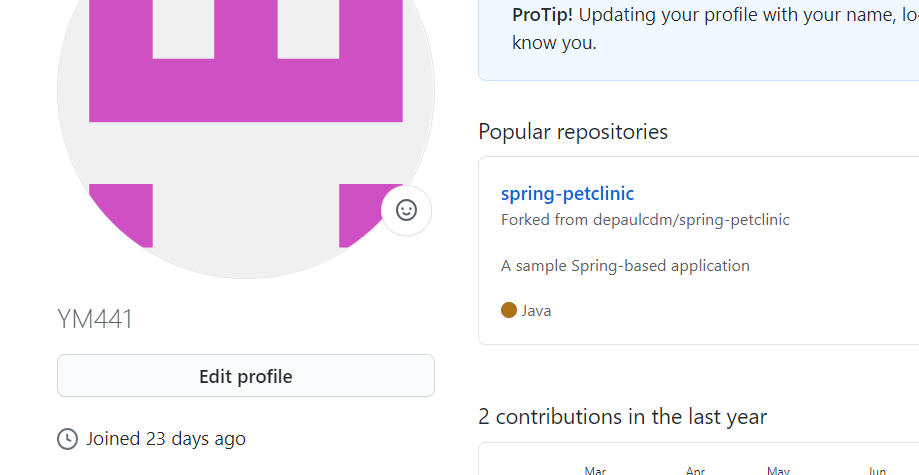 ProTip! Updating your profile with your name,
know you.
Popular repositories
spring-petclinic
Forked from depaulcdm/spring-petclinic
A sample Spring-based application
Java
YM441
Edit profile
Joined 23 days ago
2 contributions in the last year
Mar Apr May Jun